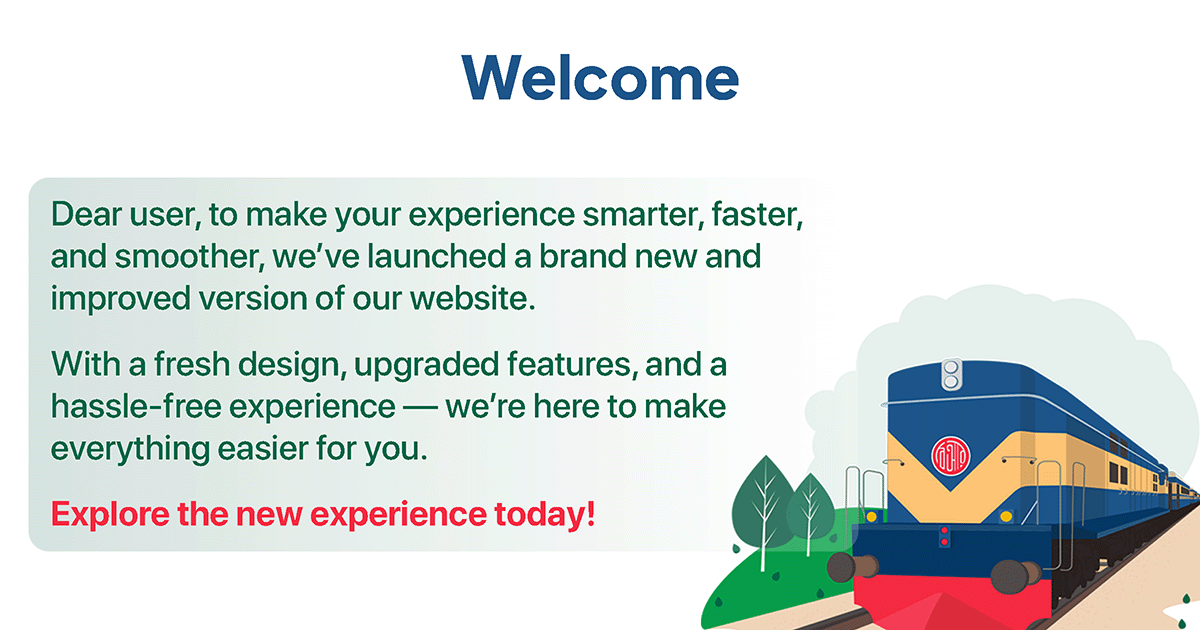 Welcome
Dear user, to make your experience smarter, faster,
and smoother, we’ve launched a brand new and
improved version of our website.
With a fresh design, upgraded features, and a
hassle-free experience — we’re here to make
everything easier for you.
Explore the new experience today!